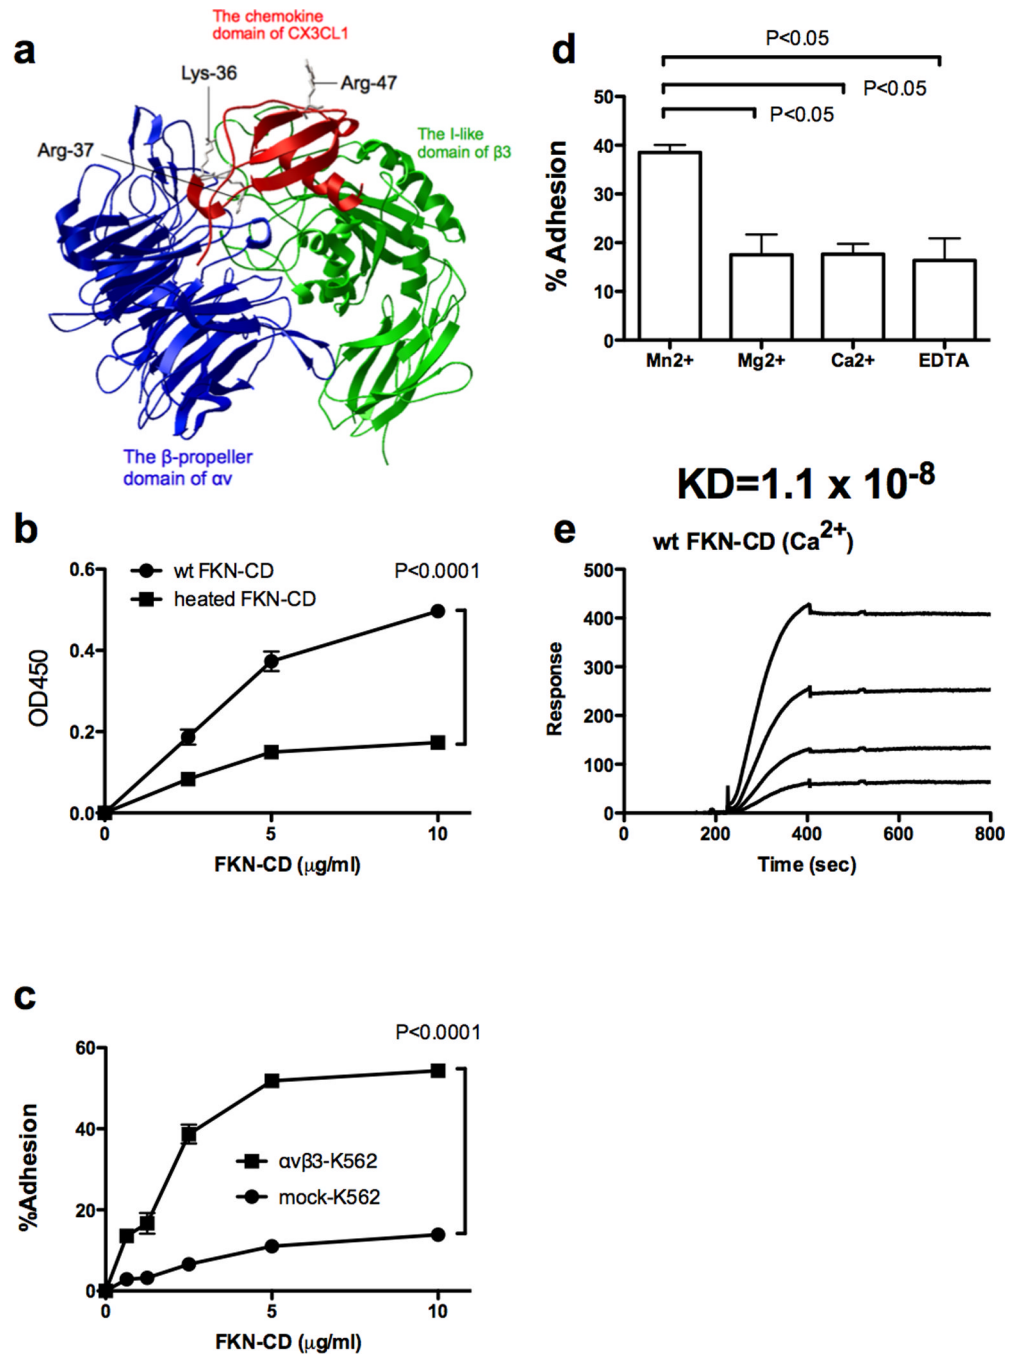 a
The chemokine
domain of CX3CL1
Lys-36
Arg-47
Arg-37
The I-like
domain of β3
The β-propeller
domain of αv
b
0.6
0.4
0.2
0.0
OD450
wt FKN-CD
heated FKN-CD
P<0.0001
0
5
10
FKN-CD (μg/ml)
c
60
40
20
0
%Adhesion
P<0.0001
αvβ3-K562
mock-K562
0
5
10
FKN-CD (μg/ml)
d
P<0.05
P<0.05
P<0.05
50
40
30
20
10
0
% Adhesion
Mn2+
Mg2+
Ca2+
EDTA
KD=1.1 x 10-8
e
wt FKN-CD (Ca2+)
500
400
300
200
100
0
Response
0
200
400
600
800
Time (sec)